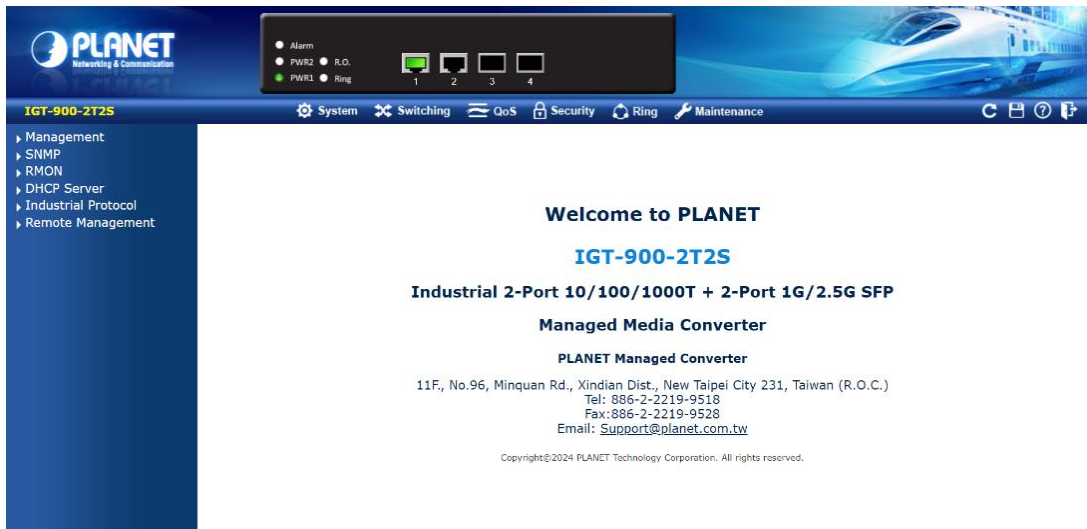 PLANET
Networking & Communication
Alarm
PWR2 R.O.
PWR1 Ring
1 2 3 4
IGT-900-2T2S
System Switching QoS Security Ring Maintenance
Management
SNMP
RMON
DHCP Server
Industrial Protocol
Remote Management
Welcome to PLANET
IGT-900-2T2S
Industrial 2-Port 10/100/1000T + 2-Port 1G/2.5G SFP
Managed Media Converter
PLANET Managed Converter
11F., No.96, Minquan Rd., Xindian Dist., New Taipei City 231, Taiwan (R.O.C.)
Tel: 886-2-2219-9518
Fax:886-2-2219-9528
Email: Support@planet.com.tw
Copyright©2024 PLANET Technology Corporation. All rights reserved.